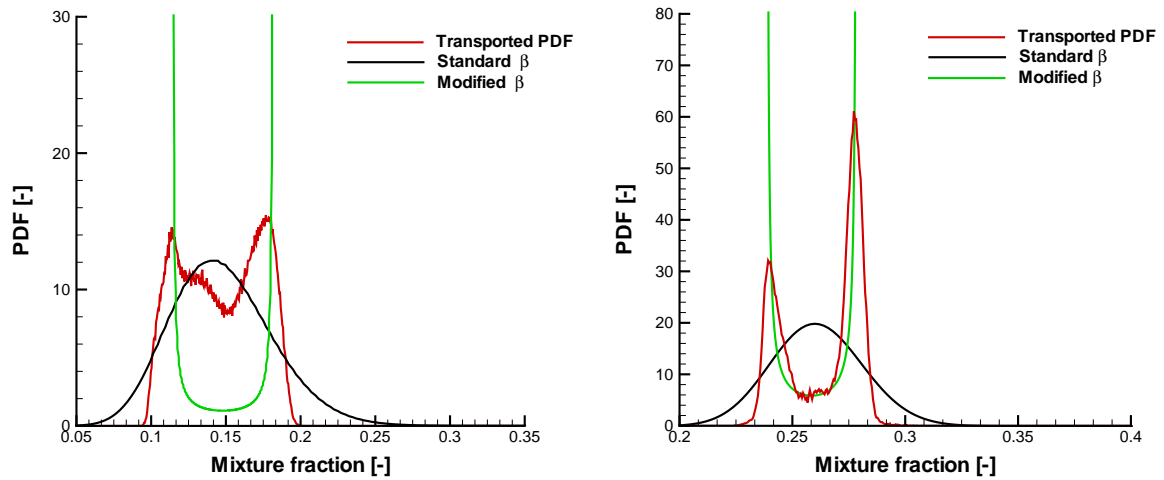 30
Transported PDF
Standard β
Modified β
20
PDF [-]
10
0
0.05 0.1 0.15 0.2 0.25 0.3 0.35
Mixture fraction [-]
80
Transported PDF
Standard β
Modified β
70
60
50
PDF [-]
40
30
20
10
0
0.2 0.25 0.3 0.35 0.4
Mixture fraction [-]